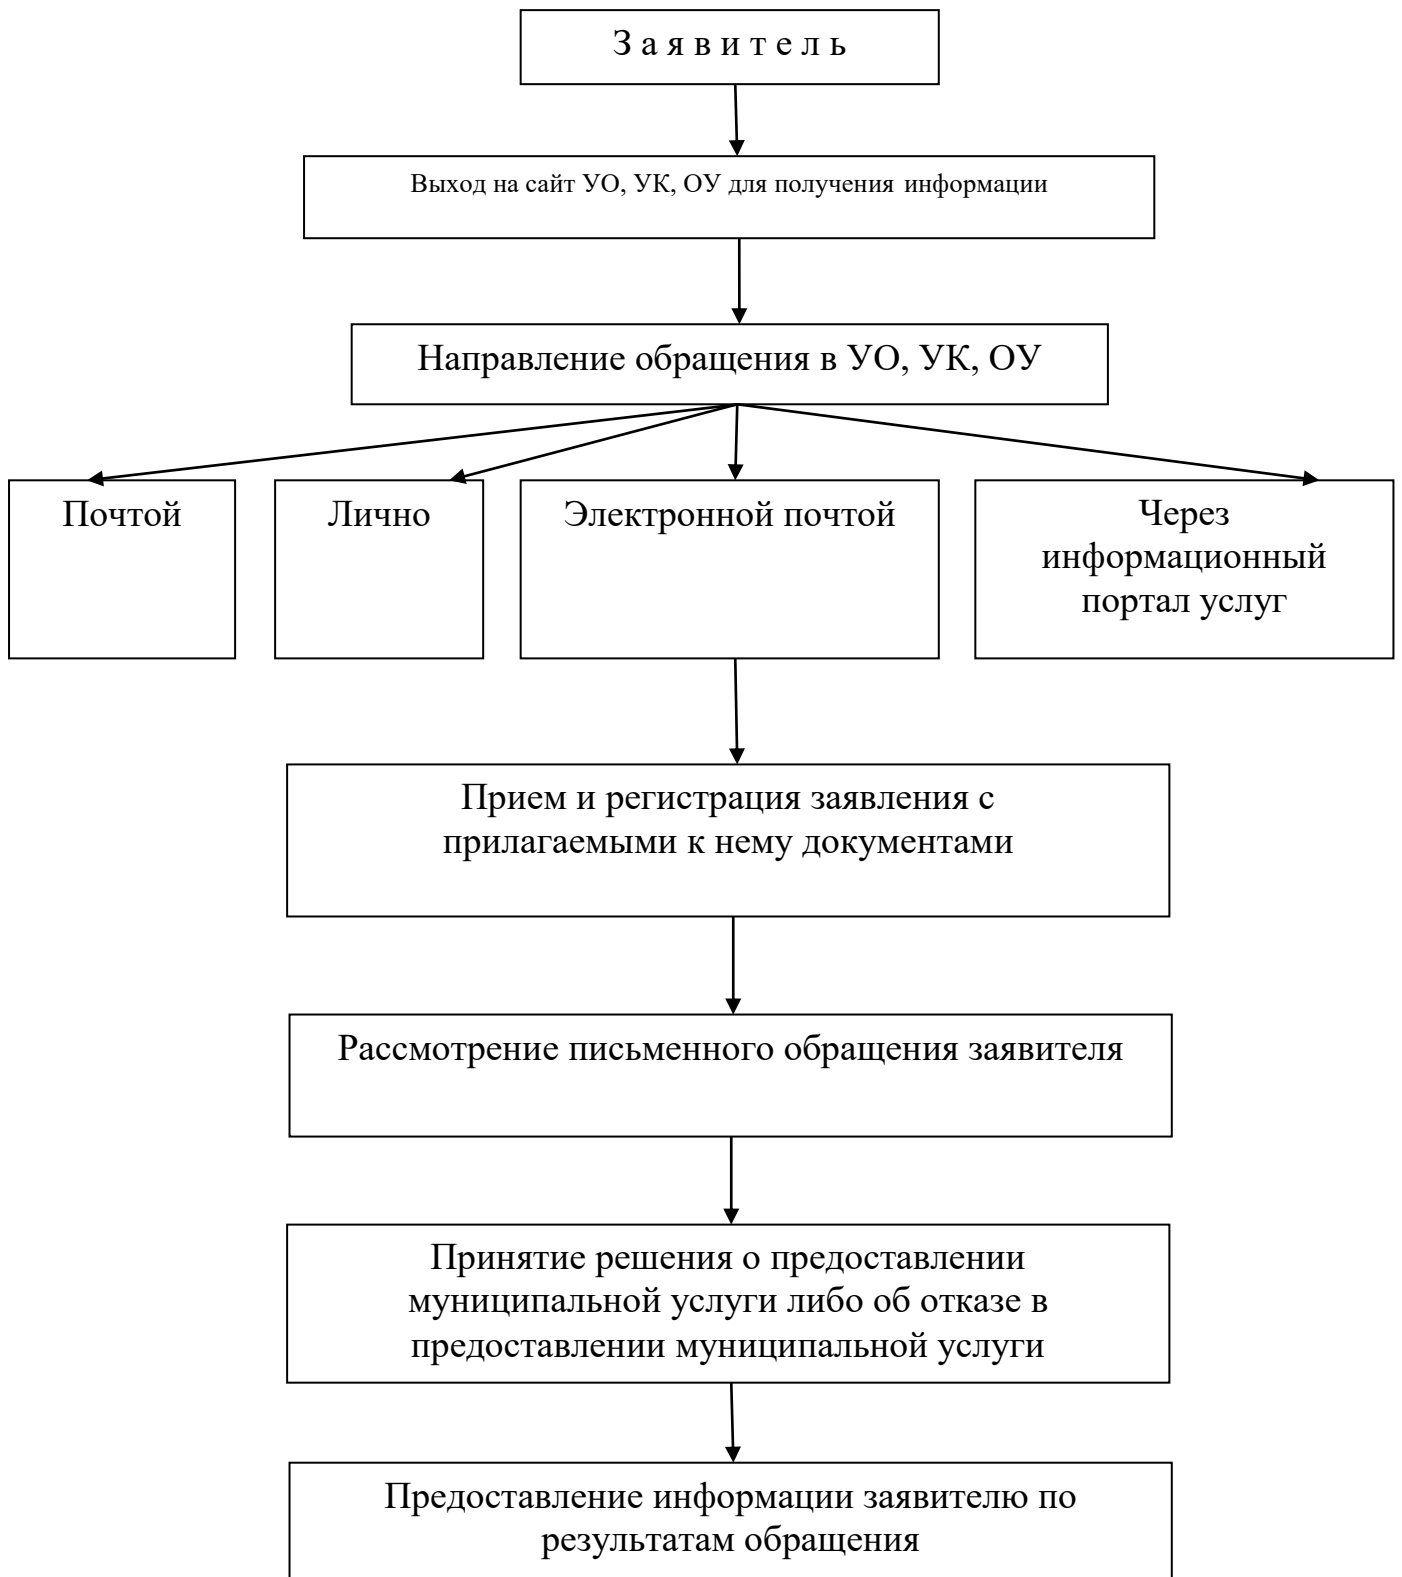 З а я в и т е л ь
Выход на сайт УО, УК, ОУ для получения информации
Направление обращения в УО, УК, ОУ
Почтой
Лично
Электронной почтой
Через
информационный
портал услуг
Прием и регистрация заявления с
прилагаемыми к нему документами
Рассмотрение письменного обращения заявителя
Принятие решения о предоставлении
муниципальной услуги либо об отказе в
предоставлении муниципальной услуги
Предоставление информации заявителю по
результатам обращения